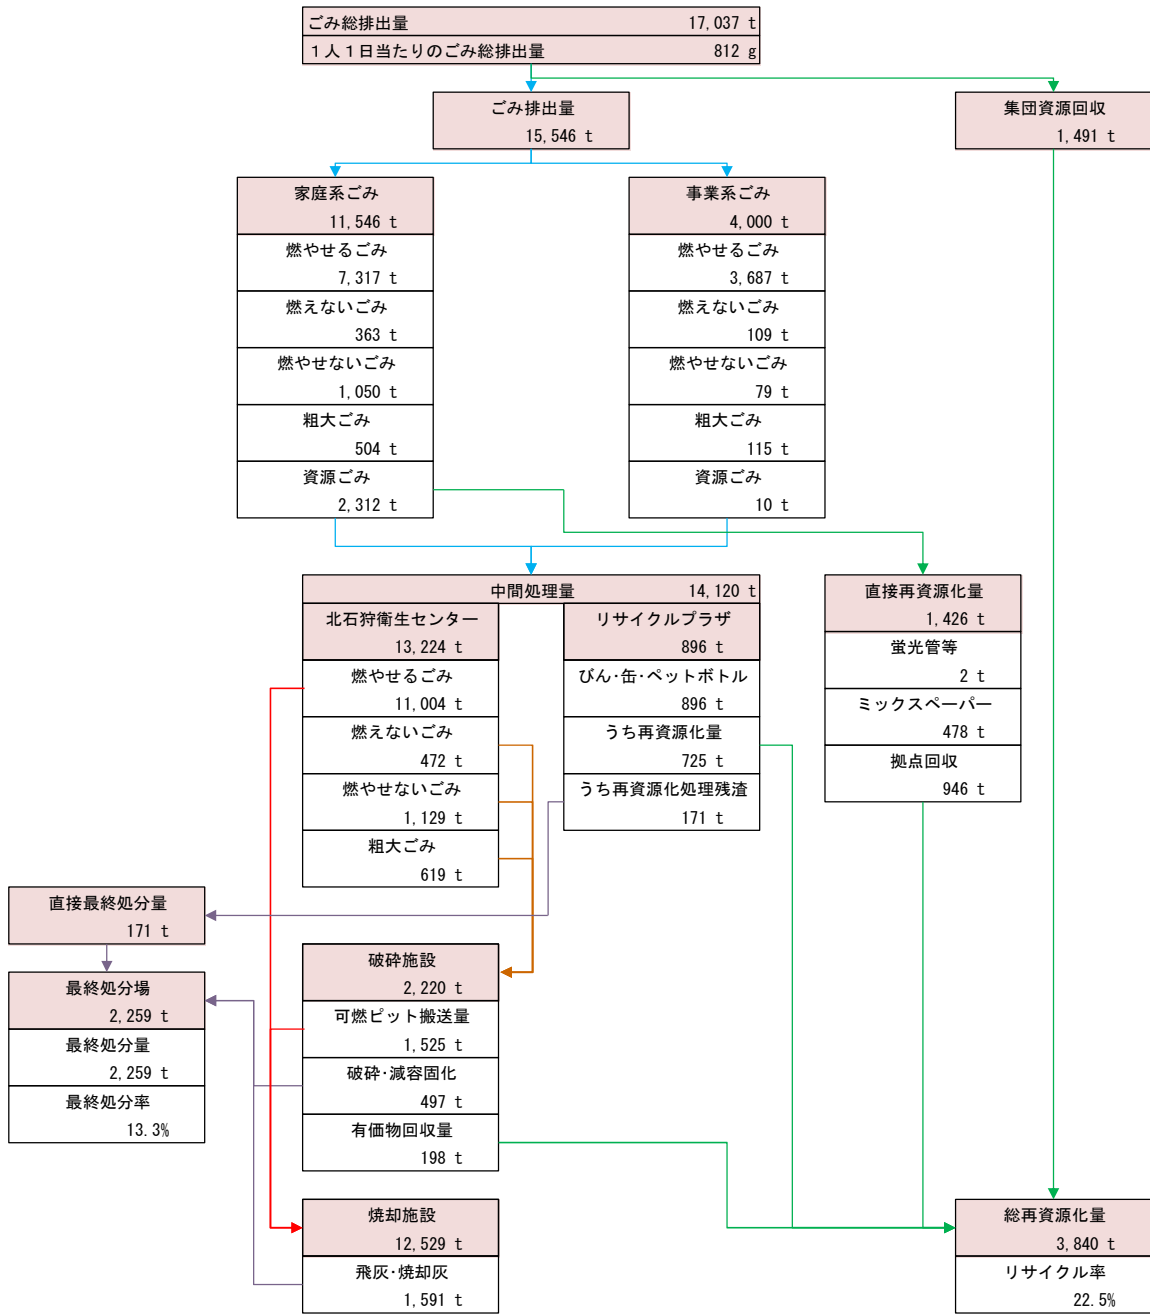 ごみ総排出量 17,037 t
1人1日当たりのごみ総排出量 812 g
ごみ排出量
15,546 t
集団資源回収
1,491 t
家庭系ごみ
11,546 t
燃やせるごみ
7,317 t
燃えないごみ
363 t
燃やせないごみ
1,050 t
粗大ごみ
504 t
資源ごみ
2,312 t
事業系ごみ
4,000 t
燃やせるごみ
3,687 t
燃えないごみ
109 t
燃やせないごみ
79 t
粗大ごみ
115 t
資源ごみ
10 t
中間処理量 14,120 t
北石狩衛生センター
13,224 t
燃やせるごみ
11,004 t
燃えないごみ
472 t
燃やせないごみ
1,129 t
粗大ごみ
619 t
リサイクルプラザ
896 t
びん・缶・ペットボトル
896 t
うち再資源化量
725 t
うち再資源化処理残渣
171 t
直接再資源化量
1,426 t
蛍光管等
2 t
ミックスペーパー
478 t
拠点回収
946 t
直接最終処分量
171 t
最終処分場
2,259 t
最終処分量
2,259 t
最終処分率
13.3%
破砕施設
2,220 t
可燃ピット搬送量
1,525 t
破砕・減容固化
497 t
有価物回収量
198 t
焼却施設
12,529 t
飛灰・焼却灰
1,591 t
総再資源化量
3,840 t
リサイクル率
22.5%